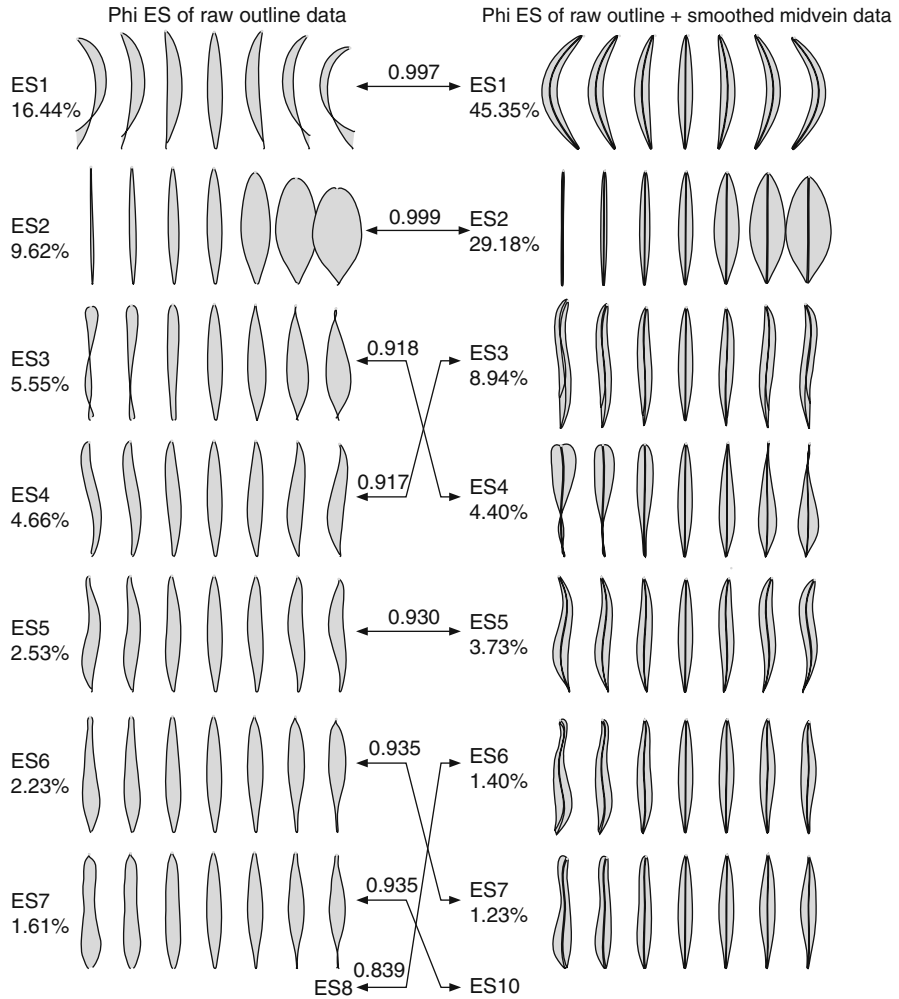 Phi ES of raw outline data
Phi ES of raw outline + smoothed midvein data
ES1
16.44%
0.997
ES1
45.35%
ES2
9.62%
0.999
ES2
29.18%
ES3
5.55%
0.918
ES3
8.94%
ES4
4.66%
0.917
ES4
4.40%
ES5
2.53%
0.930
ES5
3.73%
ES6
2.23%
0.935
ES6
1.40%
ES7
1.61%
0.935
ES7
1.23%
ES8
0.839
ES10